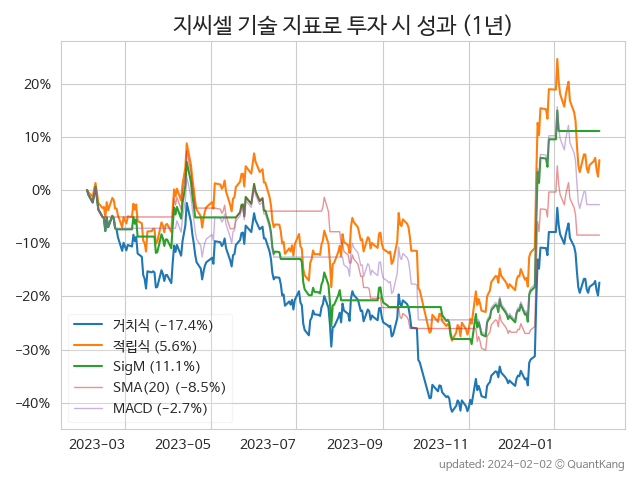 지씨셀 기술 지표로 투자 시 성과 (1년)
20%
10%
0%
−10%
−20%
−30%
−40%
거치식 (−17.4%)
적립식 (5.6%)
SigM (11.1%)
SMA(20) (−8.5%)
MACD (−2.7%)
2023−03
2023−05
2023−07
2023−09
2023−11
2024−01
updated: 2024-02-02 © QuantKang